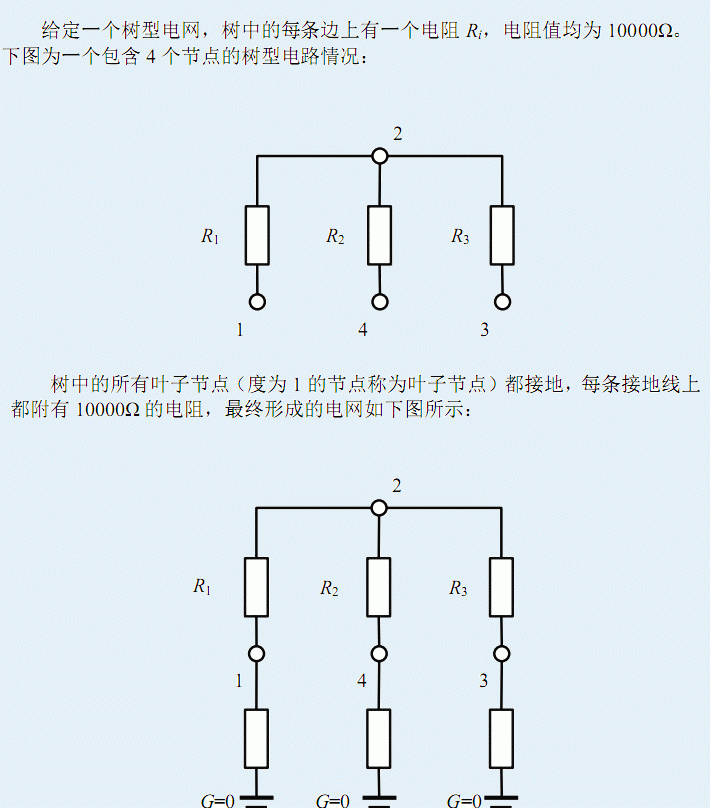 给定一个树型电网，树中的每条边上有一个电阻 Ri，电阻值均为 10000Ω。
下图为一个包含 4 个节点的树型电路情况：
2
R1 R2 R3
1 4 3
树中的所有叶子节点（度为 1 的节点称为叶子节点）都接地，每条接地线上
都附有 10000Ω 的电阻，最终形成的电网如下图所示：
2
R1 R2 R3
1 4 3
G=0 G=0 G=0